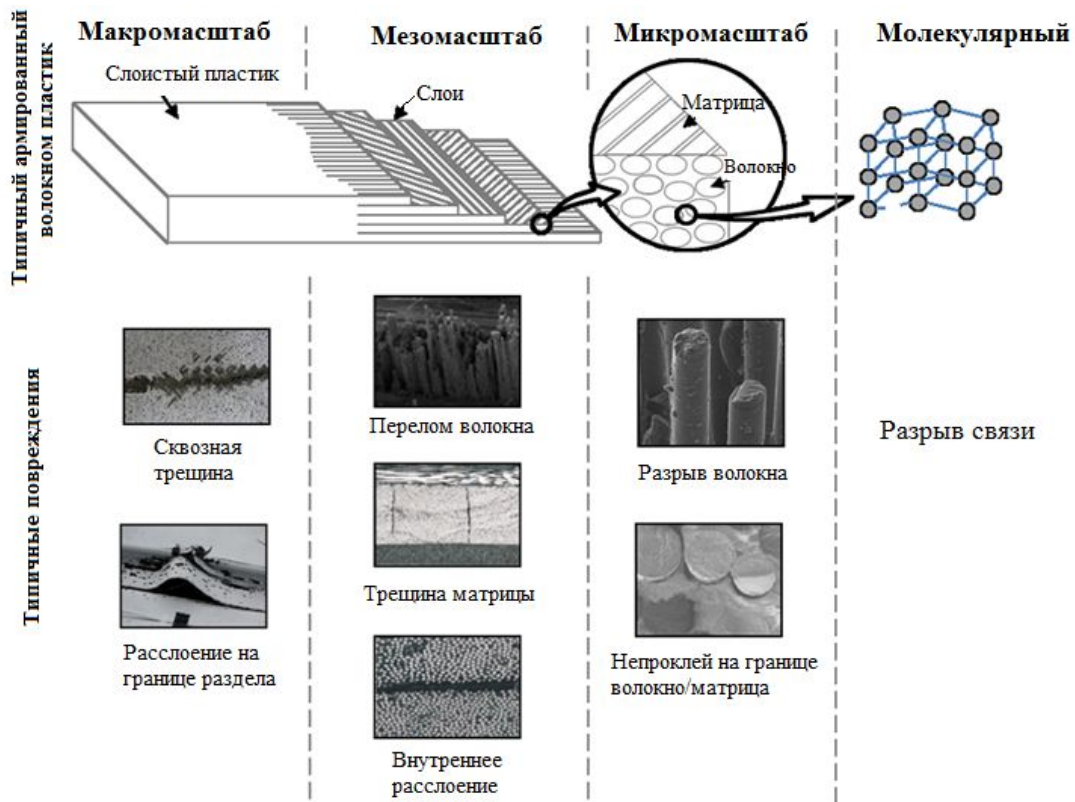 Макромасштаб
Мезомасштаб
Микромасштаб
Молекулярный
Типичный армированный
волокном пластик
Слоистый пластик
Слои
Матрица
Волокно
Типичные повреждения
Сквозная
трещина
Расслоение на
границе раздела
Перелом волокна
Трещина матрицы
Внутреннее
расслоение
Разрыв волокна
Непроклей на границе
волокно/матрица
Разрыв связи